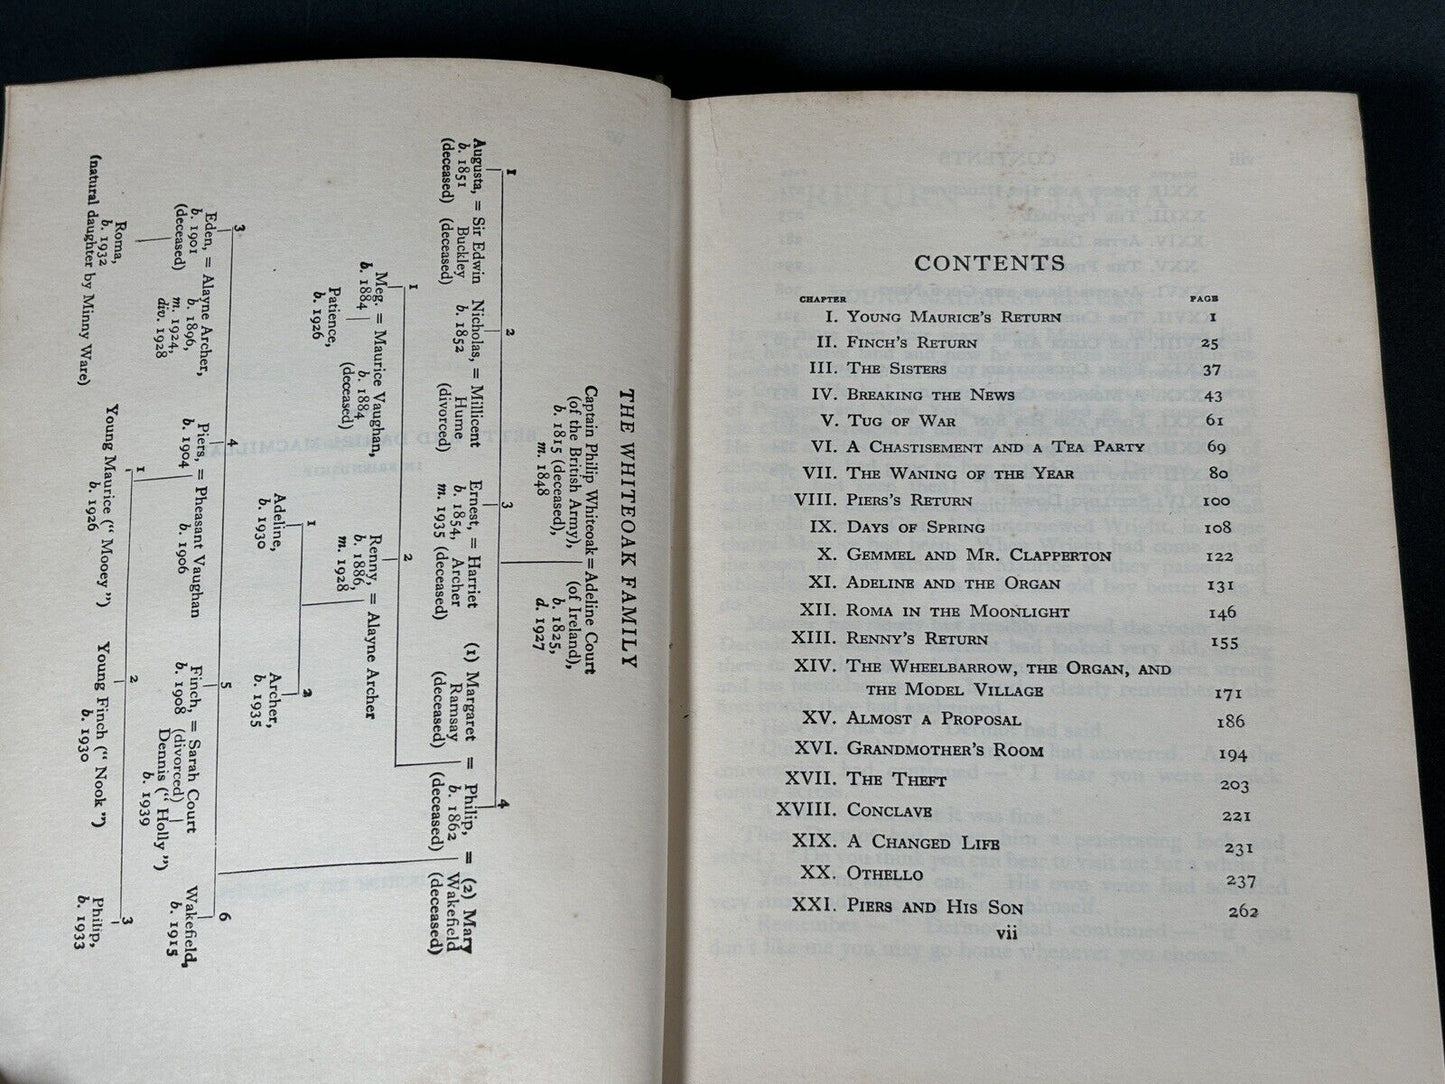 THE WHITEOAK FAMILY
Captain Philip Whiteoak = Adeline Court
(of the British Army), (of Ireland),
b. 1815 (deceased), b. 1825,
m. 1848 d. 1927
1 2 3 4
Augusta, = Sir Edwin Nicholas, = Millicent Ernest, = Harriet (1) Margaret = Philip, = (2) Mary
b. 1851 Buckley b. 1852 Hume b. 1854, Archer Ramsay b. 1862 Wakefield
(deceased) (deceased) (divorced) m. 1935 (deceased) (deceased) (deceased) (deceased)
1 2
Meg. = Maurice Vaughan, Renny, = Alayne Archer
b. 1884 b. 1884 b. 1886,
(deceased) m. 1928
Patience,
b. 1926
1 2
Adeline, Archer,
b. 1930 b. 1935
3 4 5 6
Eden, = Alayne Archer, Piers, = Pheasant Vaughan Finch, = Sarah Court Wakefield,
b. 1901 b. 1896, b. 1904 b. 1906 b. 1908 (divorced) b. 1915
(deceased) m. 1924, Dennis (" Holly ")
div. 1928 b. 1939
Roma, 1 2 3
b. 1932 Young Maurice (" Mooey ") Young Finch (" Nook ") Philip,
(natural daughter by Minny Ware) b. 1926 b. 1930 b. 1933
CONTENTS
CHAPTER PAGE
I. Young Maurice's Return 1
II. Finch's Return 25
III. The Sisters 37
IV. Breaking the News 43
V. Tug of War 61
VI. A Chastisement and a Tea Party 69
VII. The Waning of the Year 80
VIII. Piers's Return 100
IX. Days of Spring 108
X. Gemmel and Mr. Clapperton 122
XI. Adeline and the Organ 131
XII. Roma in the Moonlight 146
XIII. Renny's Return 155
XIV. The Wheelbarrow, the Organ, and
the Model Village 171
XV. Almost a Proposal 186
XVI. Grandmother's Room 194
XVII. The Theft 203
XVIII. Conclave 221
XIX. A Changed Life 231
XX. Othello 237
XXI. Piers and His Son 262
vii